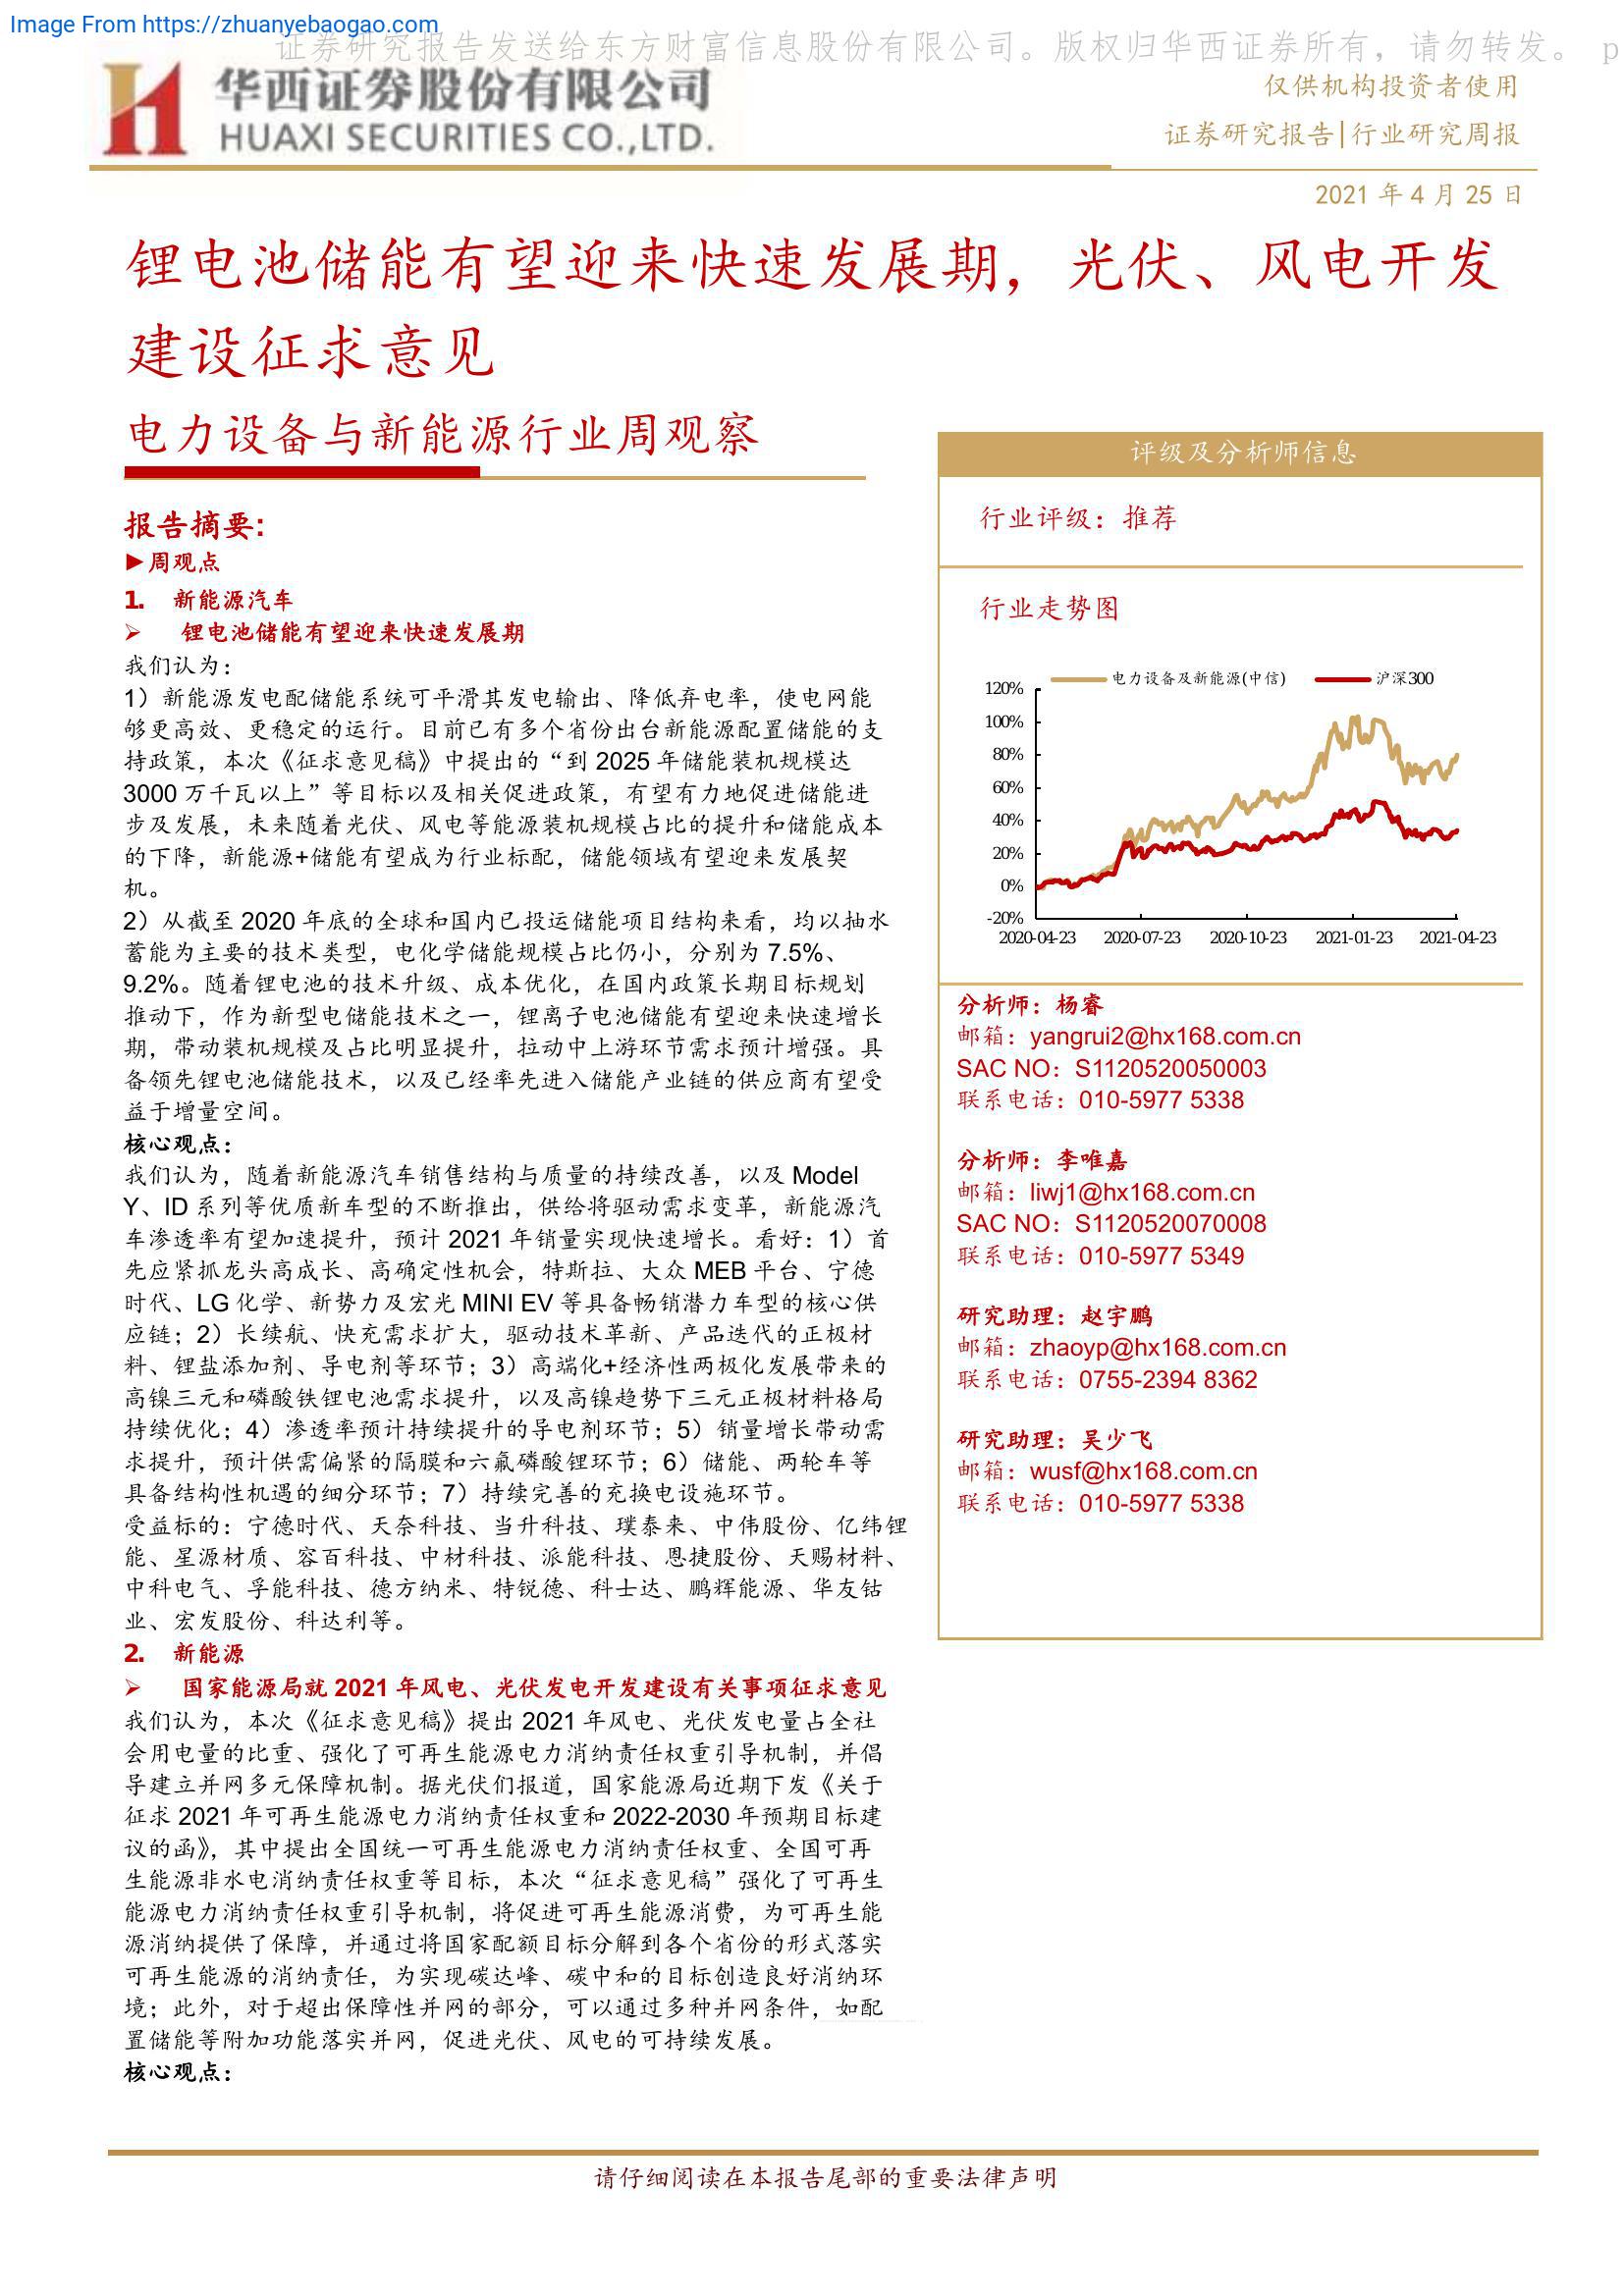 Image From https://zhuanyebaogao.com
证券研究报告发送给东方财富信息股份有限公司。版权归华西证券所有，请勿转发。 p
华西证券股份有限公司
HUAXI SECURITIES CO.,LTD.
仅供机构投资者使用
证券研究报告|行业研究周报
2021 年 4 月 25 日
锂电池储能有望迎来快速发展期，光伏、风电开发
建设征求意见
电力设备与新能源行业周观察
报告摘要:
►周观点
1. 新能源汽车
➢ 锂电池储能有望迎来快速发展期
我们认为：
1）新能源发电配储能系统可平滑其发电输出、降低弃电率，使电网能
够更高效、更稳定的运行。目前已有多个省份出台新能源配置储能的支
持政策，本次《征求意见稿》中提出的“到 2025 年储能装机规模达
3000 万千瓦以上”等目标以及相关促进政策，有望有力地促进储能进
步及发展，未来随着光伏、风电等能源装机规模占比的提升和储能成本
的下降，新能源+储能有望成为行业标配，储能领域有望迎来发展契
机。
2）从截至 2020 年底的全球和国内已投运储能项目结构来看，均以抽水
蓄能为主要的技术类型，电化学储能规模占比仍小，分别为 7.5%、
9.2%。随着锂电池的技术升级、成本优化，在国内政策长期目标规划
推动下，作为新型电储能技术之一，锂离子电池储能有望迎来快速增长
期，带动装机规模及占比明显提升，拉动中上游环节需求预计增强。具
备领先锂电池储能技术，以及已经率先进入储能产业链的供应商有望受
益于增量空间。
核心观点：
我们认为，随着新能源汽车销售结构与质量的持续改善，以及 Model
Y、ID 系列等优质新车型的不断推出，供给将驱动需求变革，新能源汽
车渗透率有望加速提升，预计 2021 年销量实现快速增长。看好：1）首
先应紧抓龙头高成长、高确定性机会，特斯拉、大众 MEB 平台、宁德
时代、LG 化学、新势力及宏光 MINI EV 等具备畅销潜力车型的核心供
应链；2）长续航、快充需求扩大，驱动技术革新、产品迭代的正极材
料、锂盐添加剂、导电剂等环节；3）高端化+经济性两极化发展带来的
高镍三元和磷酸铁锂电池需求提升，以及高镍趋势下三元正极材料格局
持续优化；4）渗透率预计持续提升的导电剂环节；5）销量增长带动需
求提升，预计供需偏紧的隔膜和六氟磷酸锂环节；6）储能、两轮车等
具备结构性机遇的细分环节；7）持续完善的充换电设施环节。
受益标的：宁德时代、天奈科技、当升科技、璞泰来、中伟股份、亿纬锂
能、星源材质、容百科技、中材科技、派能科技、恩捷股份、天赐材料、
中科电气、孚能科技、德方纳米、特锐德、科士达、鹏辉能源、华友钴
业、宏发股份、科达利等。
2. 新能源
➢ 国家能源局就 2021 年风电、光伏发电开发建设有关事项征求意见
我们认为，本次《征求意见稿》提出 2021 年风电、光伏发电量占全社
会用电量的比重、强化了可再生能源电力消纳责任权重引导机制，并倡
导建立并网多元保障机制。据光伏们报道，国家能源局近期下发《关于
征求 2021 年可再生能源电力消纳责任权重和 2022-2030 年预期目标建
议的函》，其中提出全国统一可再生能源电力消纳责任权重、全国可再
生能源非水电消纳责任权重等目标，本次“征求意见稿”强化了可再生
能源电力消纳责任权重引导机制，将促进可再生能源消费，为可再生能
源消纳提供了保障，并通过将国家配额目标分解到各个省份的形式落实
可再生能源的消纳责任，为实现碳达峰、碳中和的目标创造良好消纳环
境；此外，对于超出保障性并网的部分，可以通过多种并网条件，如配
置储能等附加功能落实并网，促进光伏、风电的可持续发展。
核心观点：
评级及分析师信息
行业评级：推荐
行业走势图
电力设备及新能源(中信) 沪深300
120%
100%
80%
60%
40%
20%
0%
-20%
2020-04-23 2020-07-23 2020-10-23 2021-01-23 2021-04-23
分析师：杨睿
邮箱：yangrui2@hx168.com.cn
SAC NO：S1120520050003
联系电话：010-5977 5338
分析师：李唯嘉
邮箱：liwj1@hx168.com.cn
SAC NO：S1120520070008
联系电话：010-5977 5349
研究助理：赵宇鹏
邮箱：zhaoyp@hx168.com.cn
联系电话：0755-2394 8362
研究助理：吴少飞
邮箱：wusf@hx168.com.cn
联系电话：010-5977 5338
请仔细阅读在本报告尾部的重要法律声明